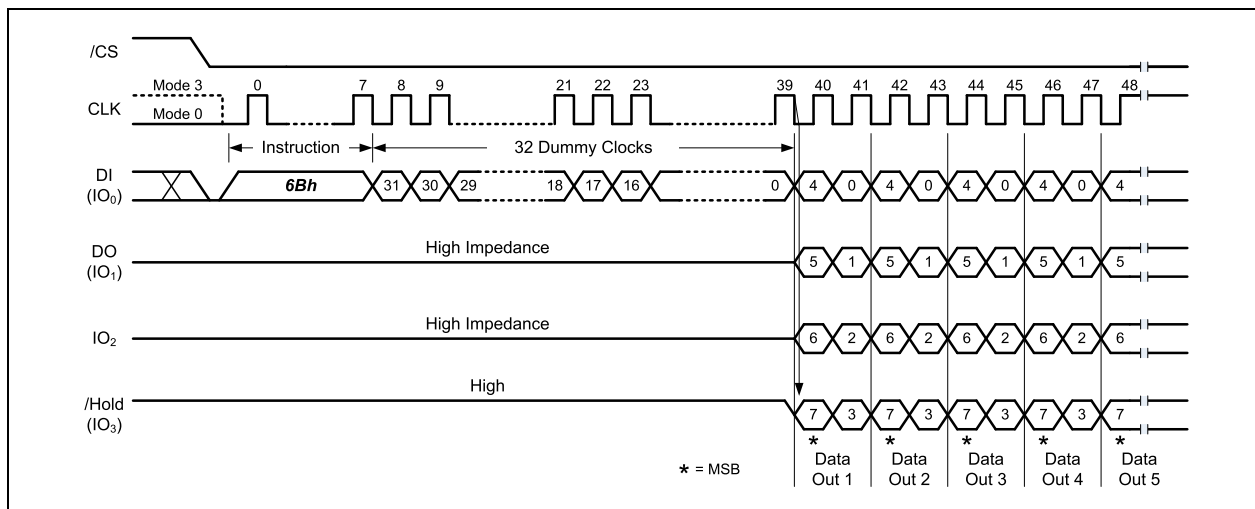 /CS
Mode 3 0 7 8 9 21 22 23 39 40 41 42 43 44 45 46 47 48
CLK
Mode 0
Instruction 32 Dummy Clocks
DI
(IO₀)
6Bh 31 30 29 18 17 16 0 4 0 4 0 4 0 4 0 4
High Impedance
DO
(IO₁)
5 1 5 1 5 1 5 1 5
High Impedance
IO₂ 6 2 6 2 6 2 6 2 6
High
/Hold
(IO₃)
7 3 7 3 7 3 7 3 7
* * * * *
* = MSB
Data Data Data Data Data
Out 1 Out 2 Out 3 Out 4 Out 5